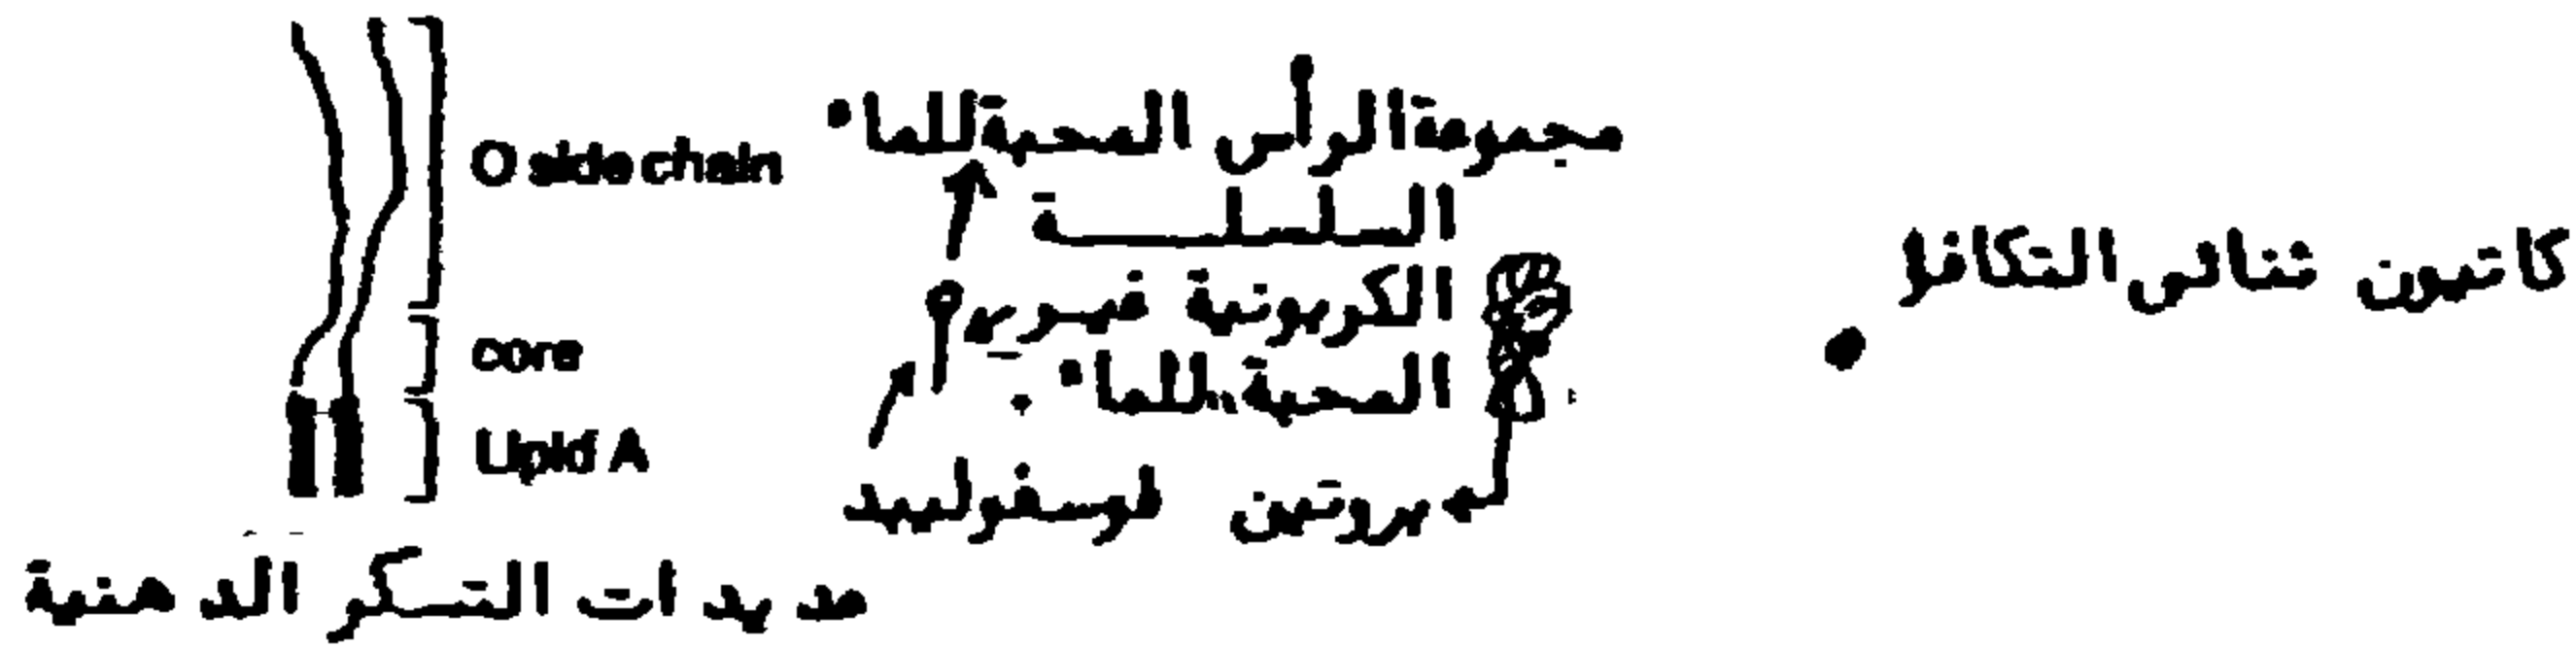 O side chain
core
Lipid A
عديدات التسكر الدهنية
مجموعة الرأس المحبة للماء
السلسلة
الكربونية غير
المحبة للماء
فوسفوليبيد
بروتين
كاتيون ثنائى التكافؤ